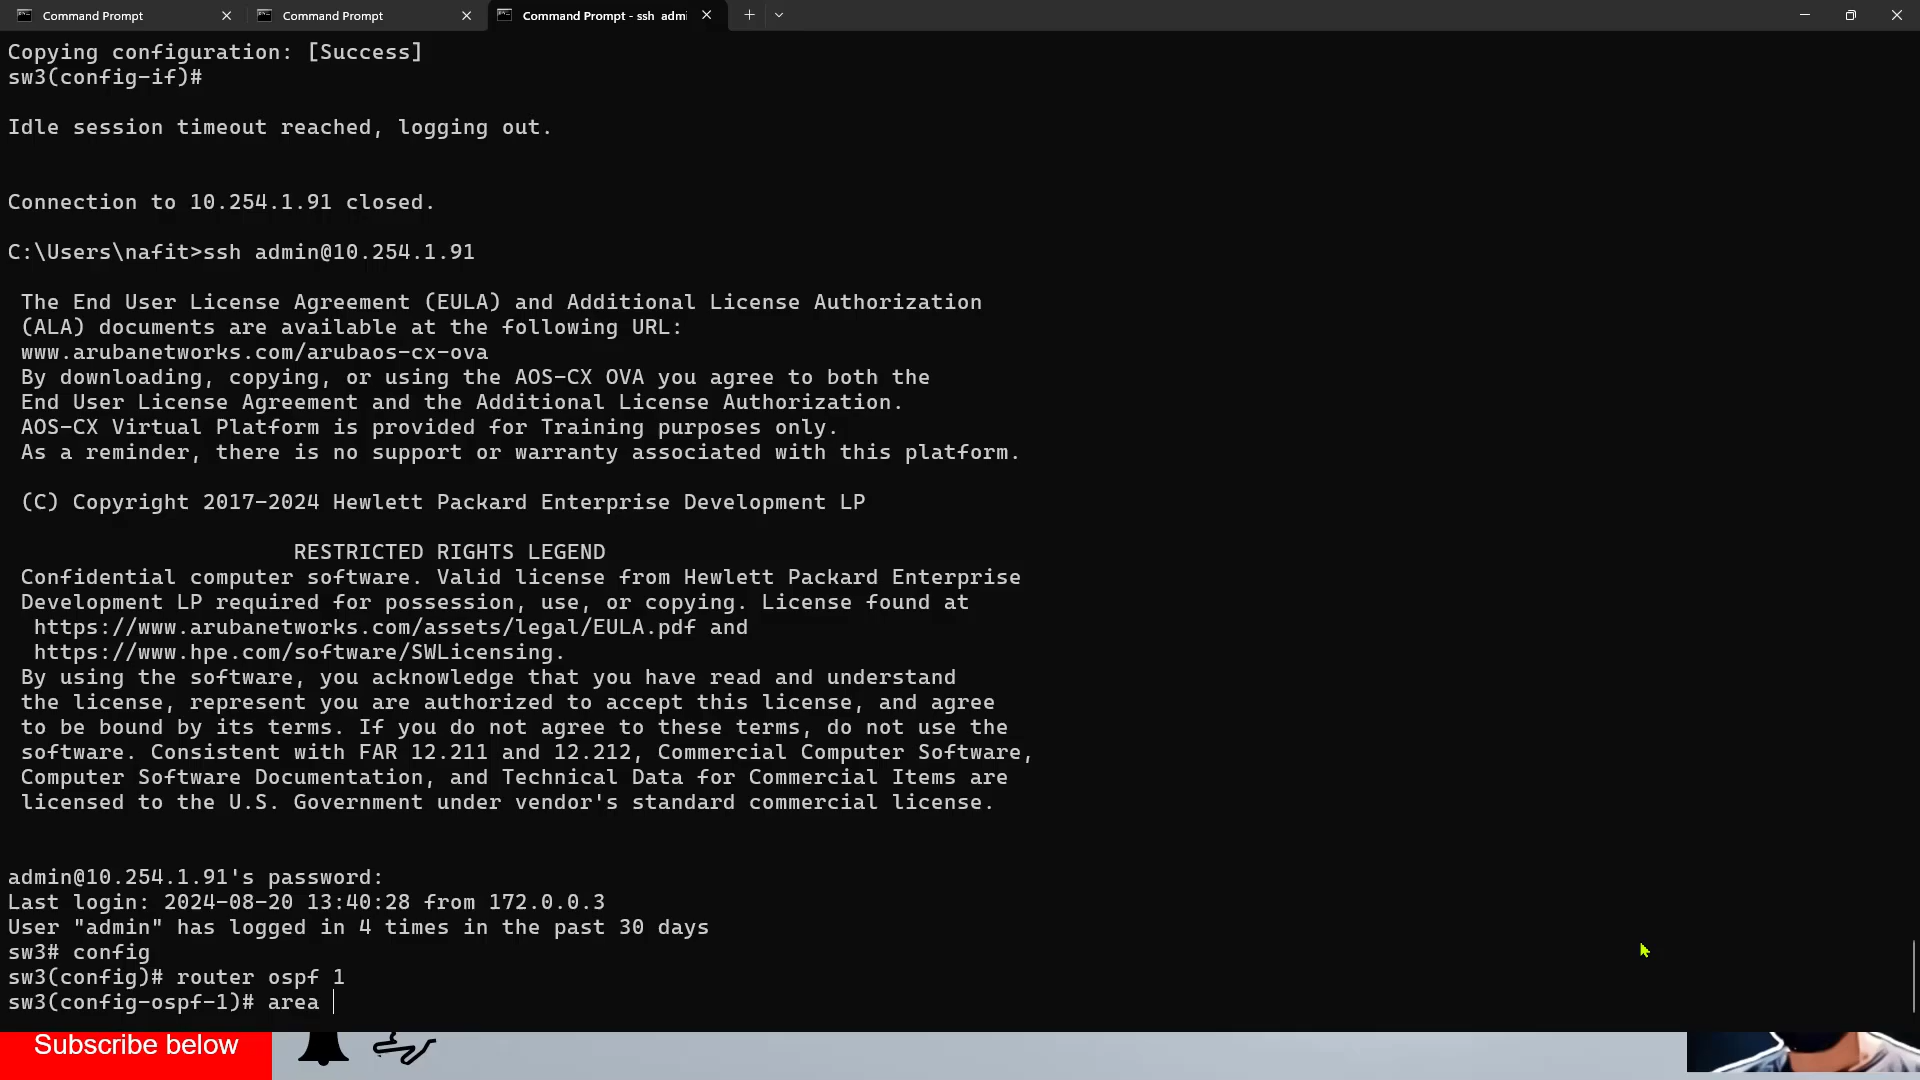 Command Prompt
Command Prompt
Command Prompt - ssh admi
Copying configuration: [Success]
sw3(config-if)#
Idle session timeout reached, logging out.
Connection to 10.254.1.91 closed.
C:\Users\nafit>ssh admin@10.254.1.91
The End User License Agreement (EULA) and Additional License Authorization
(ALA) documents are available at the following URL:
www.arubanetworks.com/arubaos-cx-ova
By downloading, copying, or using the AOS-CX OVA you agree to both the
End User License Agreement and the Additional License Authorization.
AOS-CX Virtual Platform is provided for Training purposes only.
As a reminder, there is no support or warranty associated with this platform.
(C) Copyright 2017-2024 Hewlett Packard Enterprise Development LP
RESTRICTED RIGHTS LEGEND
Confidential computer software. Valid license from Hewlett Packard Enterprise
Development LP required for possession, use, or copying. License found at
https://www.arubanetworks.com/assets/legal/EULA.pdf and
https://www.hpe.com/software/SWLicensing.
By using the software, you acknowledge that you have read and understand
the license, represent you are authorized to accept this license, and agree
to be bound by its terms. If you do not agree to these terms, do not use the
software. Consistent with FAR 12.211 and 12.212, Commercial Computer Software,
Computer Software Documentation, and Technical Data for Commercial Items are
licensed to the U.S. Government under vendor's standard commercial license.
admin@10.254.1.91's password:
Last login: 2024-08-20 13:40:28 from 172.0.0.3
User "admin" has logged in 4 times in the past 30 days
sw3# config
sw3(config)# router ospf 1
sw3(config-ospf-1)# area
Subscribe below